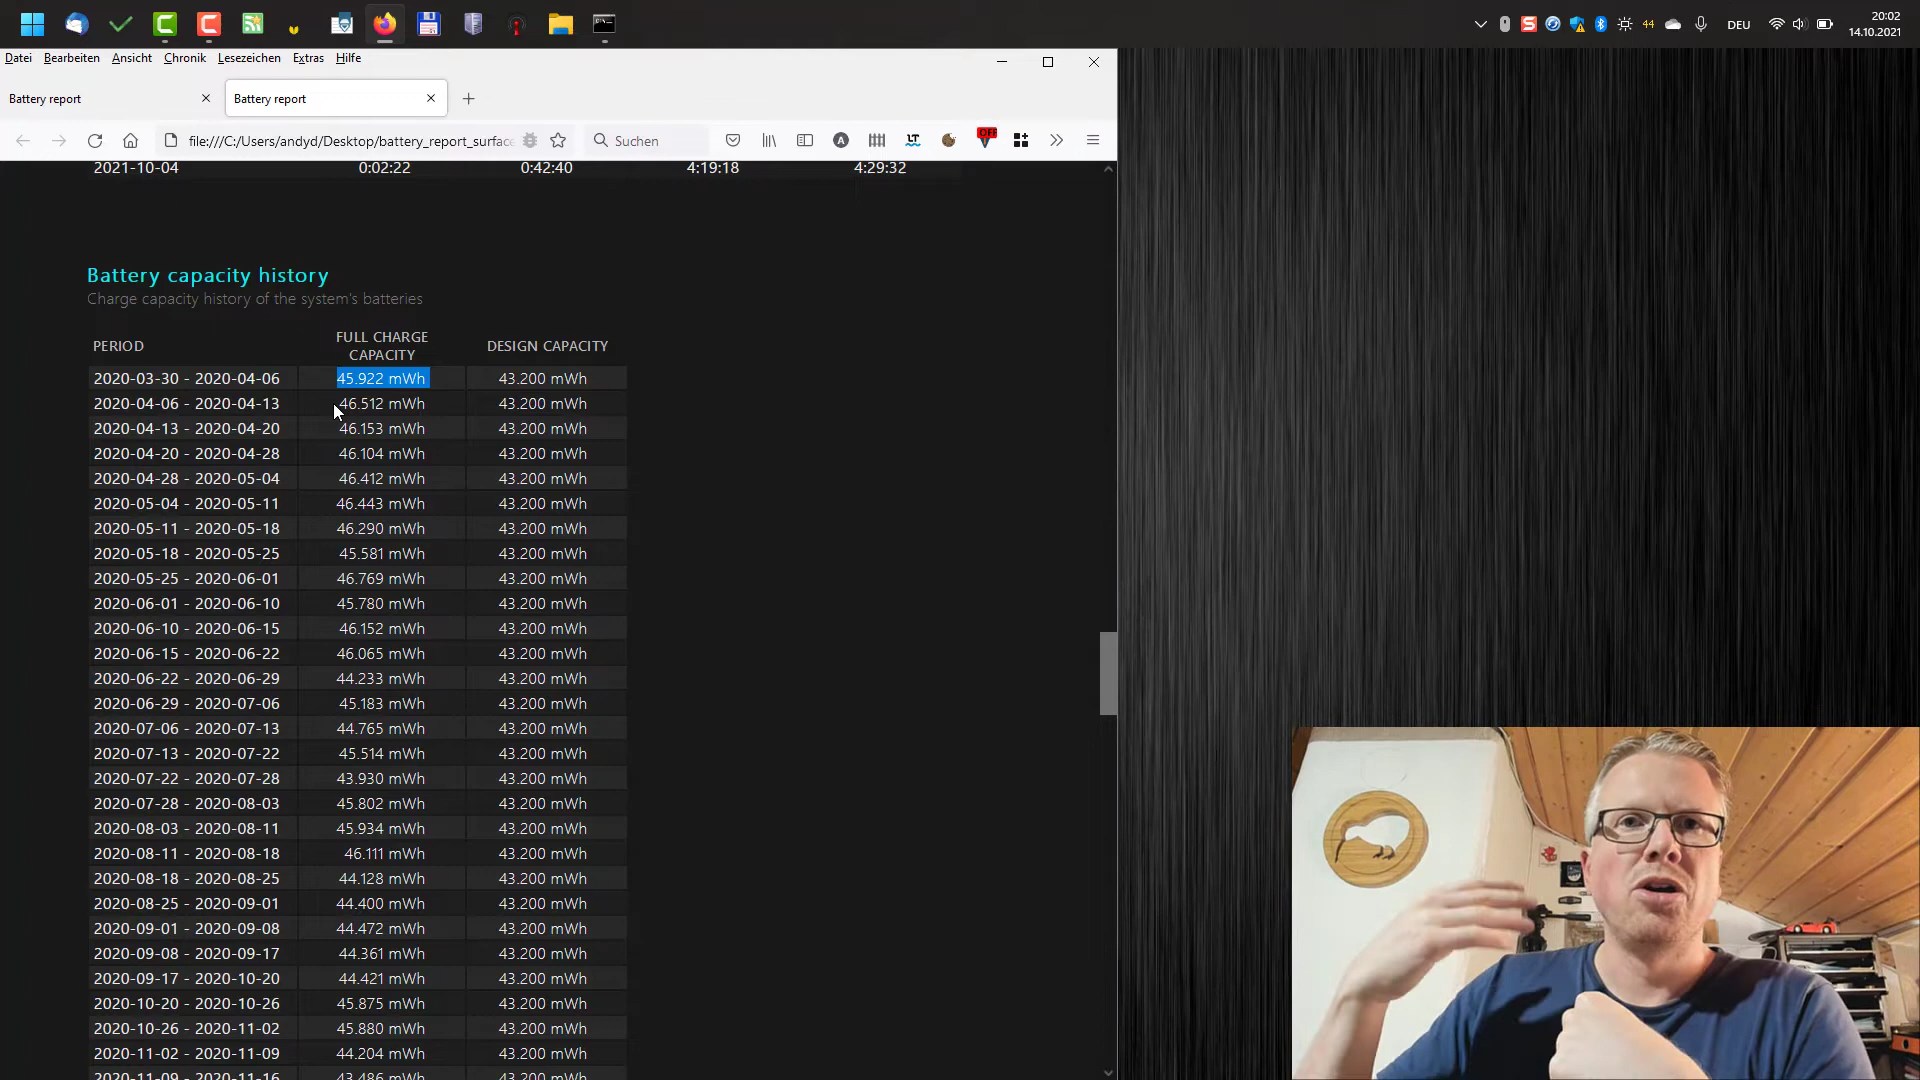 44
DEU
20:02
14.10.2021
Datei Bearbeiten Ansicht Chronik Lesezeichen Extras Hilfe
Battery report
Battery report
file:///C:/Users/andyd/Desktop/battery_report_surface
Suchen
A
LT
OFF
2021-10-04 0:02:22 0:42:40 4:19:18 4:29:32
Battery capacity history
Charge capacity history of the system's batteries
PERIOD FULL CHARGE CAPACITY DESIGN CAPACITY
2020-03-30 - 2020-04-06 45.922 mWh 43.200 mWh
2020-04-06 - 2020-04-13 46.512 mWh 43.200 mWh
2020-04-13 - 2020-04-20 46.153 mWh 43.200 mWh
2020-04-20 - 2020-04-28 46.104 mWh 43.200 mWh
2020-04-28 - 2020-05-04 46.412 mWh 43.200 mWh
2020-05-04 - 2020-05-11 46.443 mWh 43.200 mWh
2020-05-11 - 2020-05-18 46.290 mWh 43.200 mWh
2020-05-18 - 2020-05-25 45.581 mWh 43.200 mWh
2020-05-25 - 2020-06-01 46.769 mWh 43.200 mWh
2020-06-01 - 2020-06-10 45.780 mWh 43.200 mWh
2020-06-10 - 2020-06-15 46.152 mWh 43.200 mWh
2020-06-15 - 2020-06-22 46.065 mWh 43.200 mWh
2020-06-22 - 2020-06-29 44.233 mWh 43.200 mWh
2020-06-29 - 2020-07-06 45.183 mWh 43.200 mWh
2020-07-06 - 2020-07-13 44.765 mWh 43.200 mWh
2020-07-13 - 2020-07-22 45.514 mWh 43.200 mWh
2020-07-22 - 2020-07-28 43.930 mWh 43.200 mWh
2020-07-28 - 2020-08-03 45.802 mWh 43.200 mWh
2020-08-03 - 2020-08-11 45.934 mWh 43.200 mWh
2020-08-11 - 2020-08-18 46.111 mWh 43.200 mWh
2020-08-18 - 2020-08-25 44.128 mWh 43.200 mWh
2020-08-25 - 2020-09-01 44.400 mWh 43.200 mWh
2020-09-01 - 2020-09-08 44.472 mWh 43.200 mWh
2020-09-08 - 2020-09-17 44.361 mWh 43.200 mWh
2020-09-17 - 2020-10-20 44.421 mWh 43.200 mWh
2020-10-20 - 2020-10-26 45.875 mWh 43.200 mWh
2020-10-26 - 2020-11-02 45.880 mWh 43.200 mWh
2020-11-02 - 2020-11-09 44.204 mWh 43.200 mWh
2020-11-09 - 2020-11-16 43.486 mWh 43.200 mWh